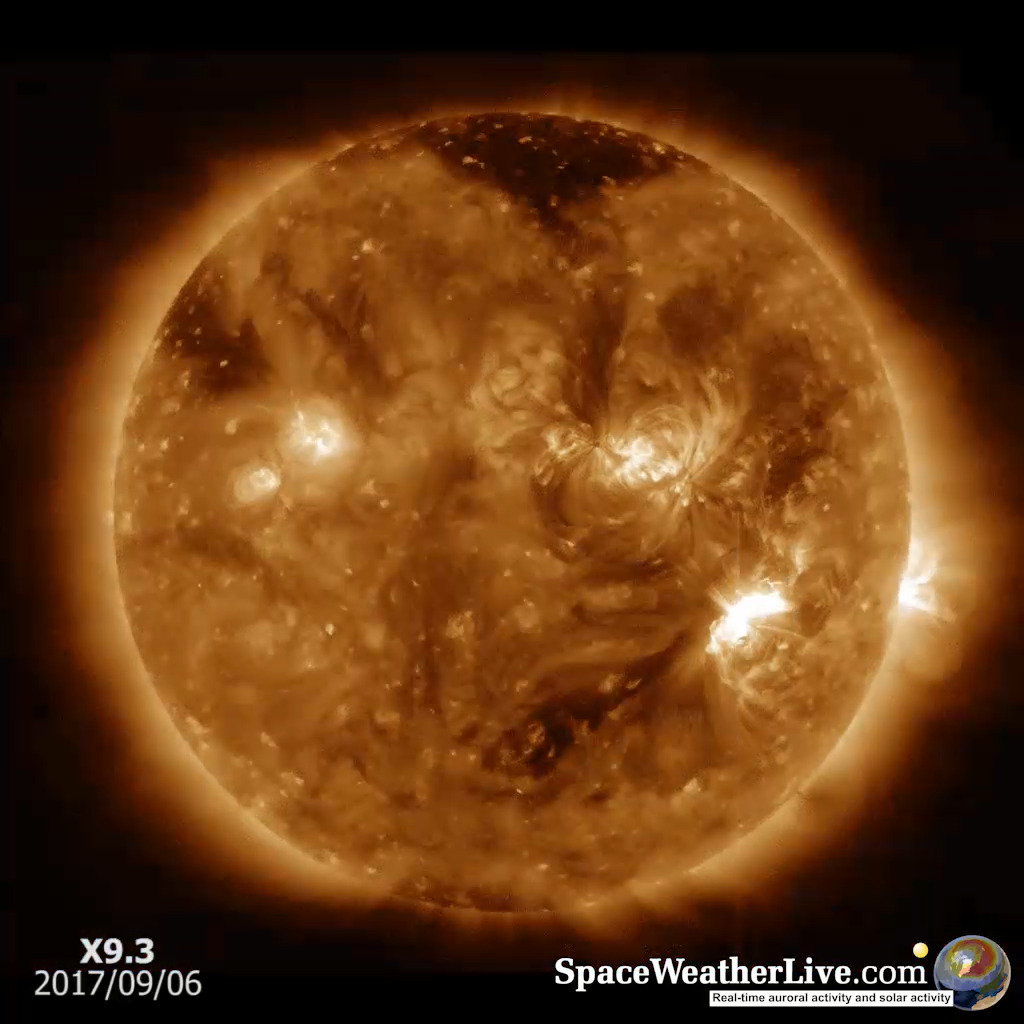 X9.3
2017/09/06
SpaceWeatherLive.com
Real-time auroral activity and solar activity